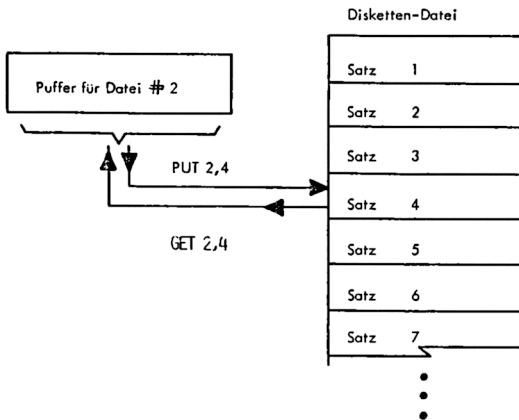 Disketten-Datei
Puffer für Datei # 2
PUT 2,4
GET 2,4
Satz 1
Satz 2
Satz 3
Satz 4
Satz 5
Satz 6
Satz 7